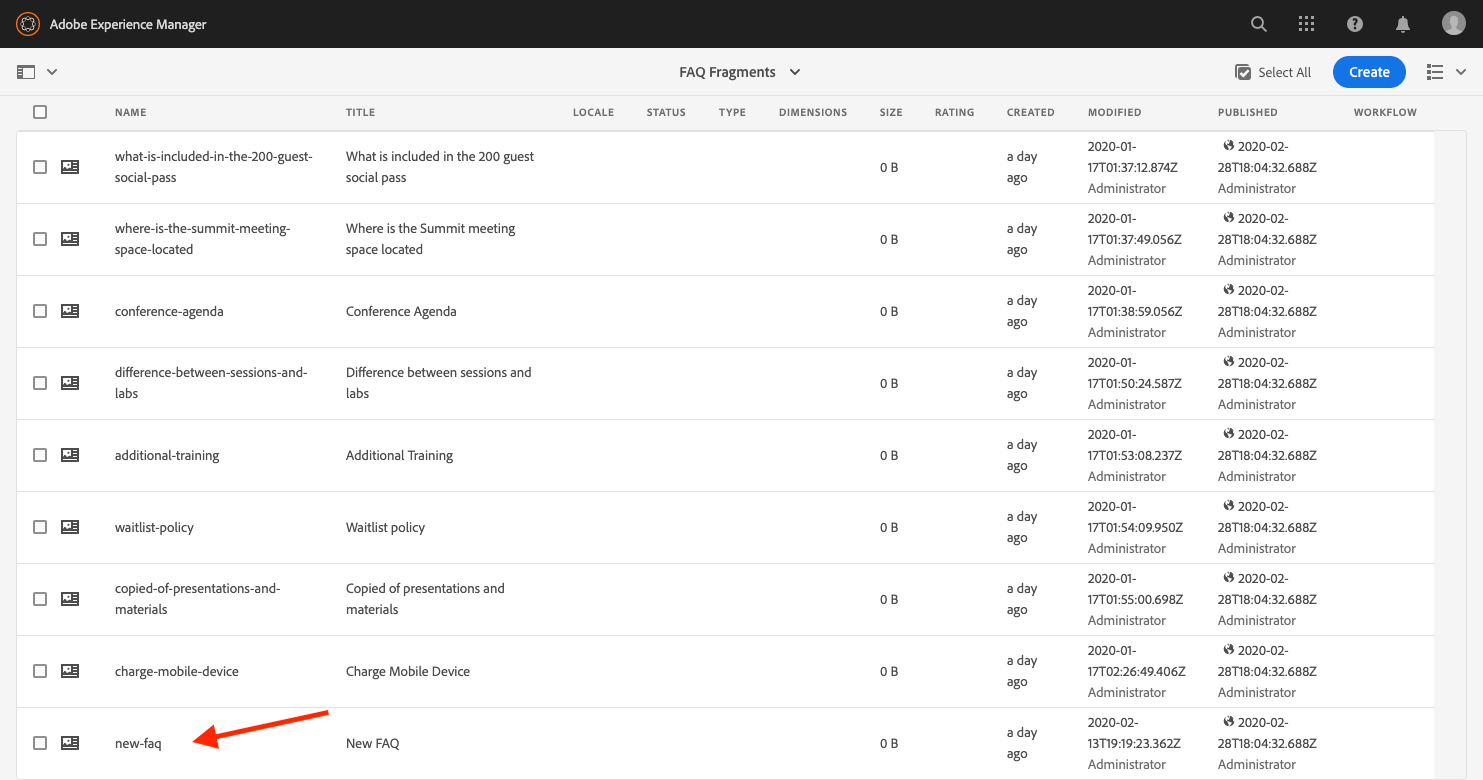 Adobe Experience Manager
FAQ Fragments
Select All
Create
NAME TITLE LOCALE STATUS TYPE DIMENSIONS SIZE RATING CREATED MODIFIED PUBLISHED WORKFLOW
what-is-included-in-the-200-guest-
social-pass
What is included in the 200 guest
social pass
0 B
a day
ago
2020-01-
17T01:37:12.874Z
Administrator
2020-02-
28T18:04:32.688Z
Administrator
where-is-the-summit-meeting-
space-located
Where is the Summit meeting
space located
0 B
a day
ago
2020-01-
17T01:37:49.056Z
Administrator
2020-02-
28T18:04:32.688Z
Administrator
conference-agenda
Conference Agenda
0 B
a day
ago
2020-01-
17T01:38:59.056Z
Administrator
2020-02-
28T18:04:32.688Z
Administrator
difference-between-sessions-and-
labs
Difference between sessions and
labs
0 B
a day
ago
2020-01-
17T01:50:24.587Z
Administrator
2020-02-
28T18:04:32.688Z
Administrator
additional-training
Additional Training
0 B
a day
ago
2020-01-
17T01:53:08.237Z
Administrator
2020-02-
28T18:04:32.688Z
Administrator
waitlist-policy
Waitlist policy
0 B
a day
ago
2020-01-
17T01:54:09.950Z
Administrator
2020-02-
28T18:04:32.688Z
Administrator
copied-of-presentations-and-
materials
Copied of presentations and
materials
0 B
a day
ago
2020-01-
17T01:55:00.698Z
Administrator
2020-02-
28T18:04:32.688Z
Administrator
charge-mobile-device
Charge Mobile Device
0 B
a day
ago
2020-01-
17T02:26:49.406Z
Administrator
2020-02-
28T18:04:32.688Z
Administrator
new-faq
New FAQ
0 B
a day
ago
2020-02-
13T19:19:23.362Z
Administrator
2020-02-
28T18:04:32.688Z
Administrator